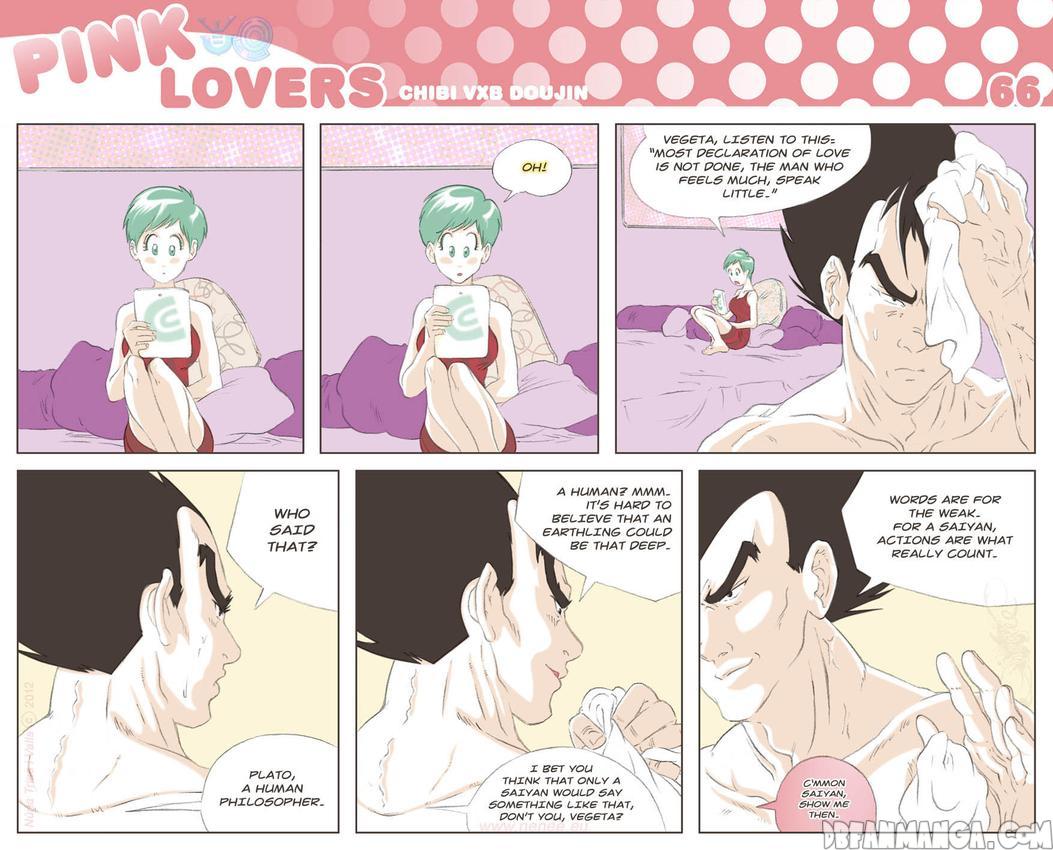 PINK
LOVERS
CHIBI VXB DOUJIN
66
OH!
VEGETA, LISTEN TO THIS:
"MOST DECLARATION OF LOVE
IS NOT DONE, THE MAN WHO
FEELS MUCH, SPEAK
LITTLE."
WHO
SAID
THAT?
PLATO,
A HUMAN
PHILOSOPHER.
A HUMAN? MMM.
IT'S HARD TO
BELIEVE THAT AN
EARTHLING COULD
BE THAT DEEP.
I BET YOU
THINK THAT ONLY A
SAIYAN WOULD SAY
SOMETHING LIKE THAT,
DON'T YOU, VEGETA?
www.nenee.eu
WORDS ARE FOR
THE WEAK.
FOR A SAIYAN,
ACTIONS ARE WHAT
REALLY COUNT.
C'MMON
SAIYAN,
SHOW ME
THEN.
(c) 2012
DBFANMANGA.COM